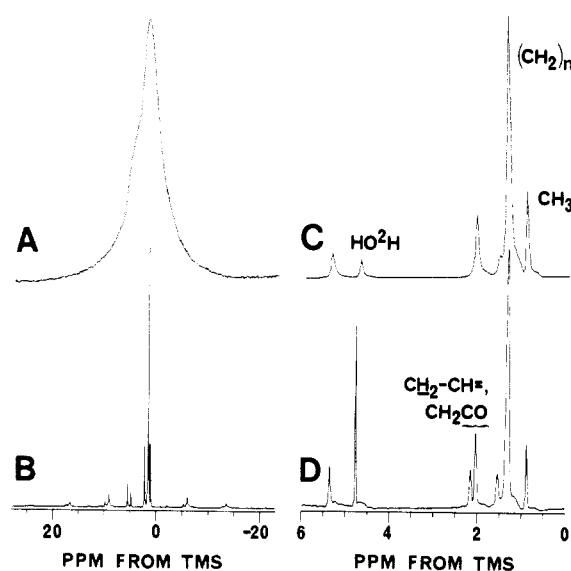 A
B
20 0 -20
PPM FROM TMS
C
HO²H
(CH₂)n
CH₃
D
CH₂-CH=,
CH₂CO
6 4 2 0
PPM FROM TMS